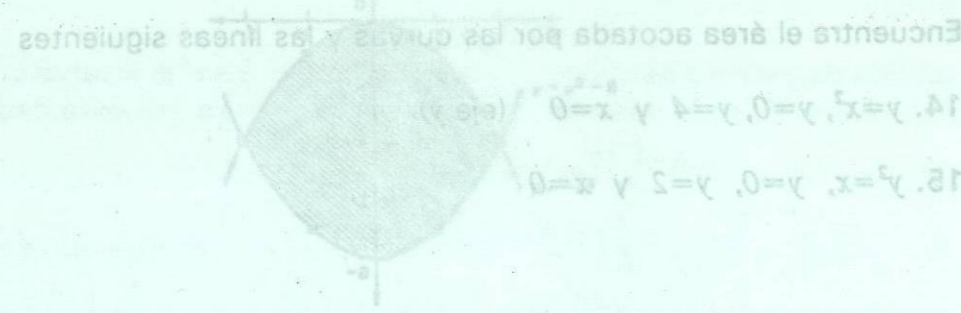 Encuentra el área acotada por las curvas y las líneas siguientes
14. y=x², y=0, y=4 y x=0 (eje y)
15. y²=x, y=0, y=2 y x=0
-6